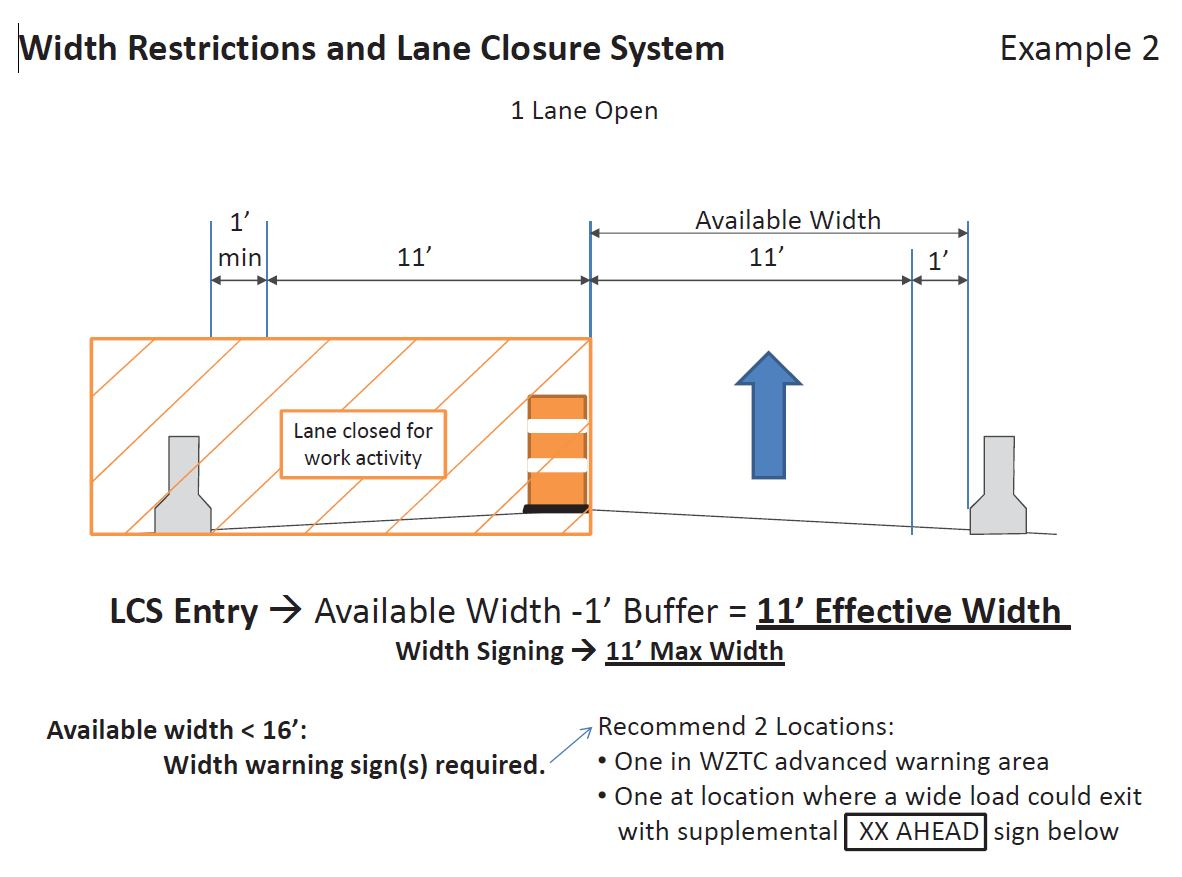 Width Restrictions and Lane Closure System
Example 2
1 Lane Open
Available Width
1’
min
11’
11’
1’
Lane closed for
work activity
LCS Entry → Available Width -1’ Buffer = 11’ Effective Width
Width Signing → 11’ Max Width
Available width < 16’:
Width warning sign(s) required.
Recommend 2 Locations:
• One in WZTC advanced warning area
• One at location where a wide load could exit
with supplemental XX AHEAD sign below